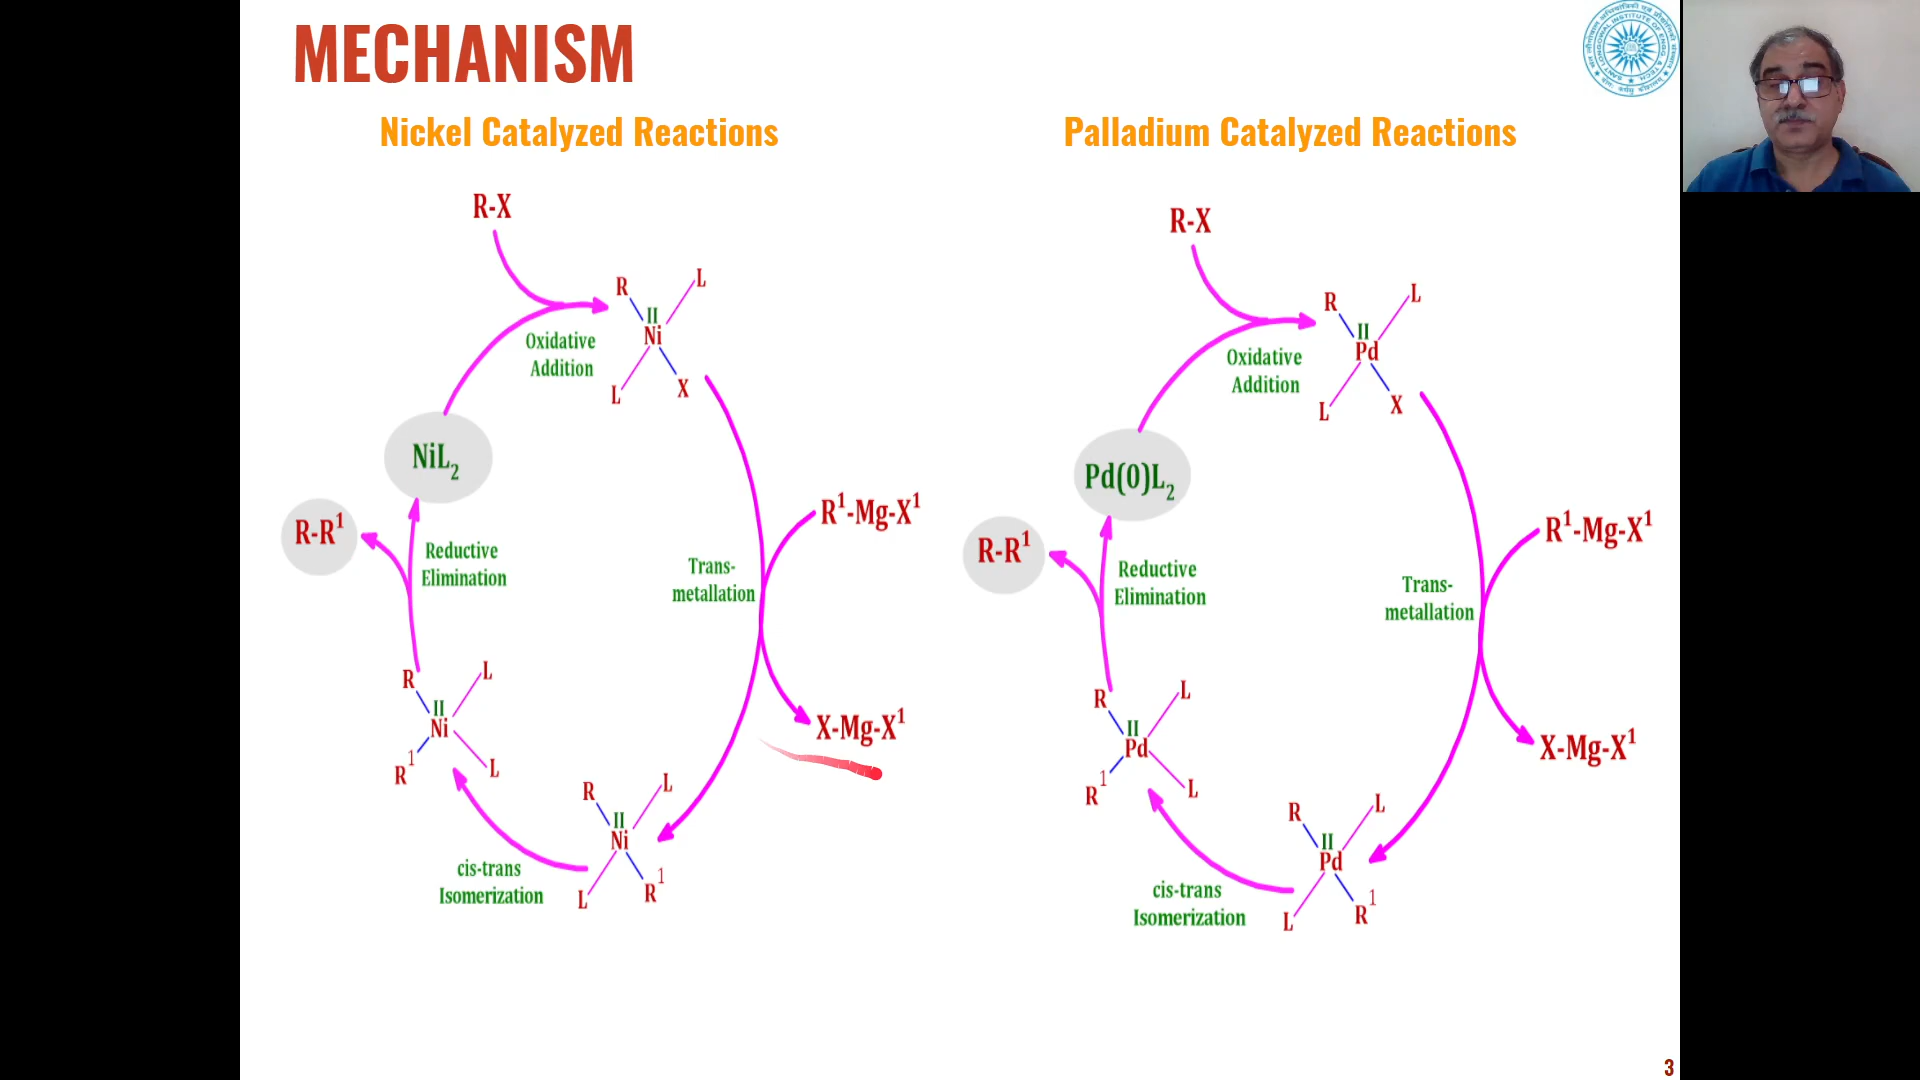 MECHANISM
Nickel Catalyzed Reactions
R-X
R L
II
Ni
L X
Oxidative
Addition
NiL2
R-R1
Reductive
Elimination
R1-Mg-X1
Trans-
metallation
X-Mg-X1
R L
II
Ni
R1 L
R L
II
Ni
L R1
cis-trans
Isomerization
Palladium Catalyzed Reactions
R-X
R L
II
Pd
L X
Oxidative
Addition
Pd(0)L2
R-R1
Reductive
Elimination
R1-Mg-X1
Trans-
metallation
X-Mg-X1
R L
II
Pd
R1 L
R L
II
Pd
L R1
cis-trans
Isomerization
3